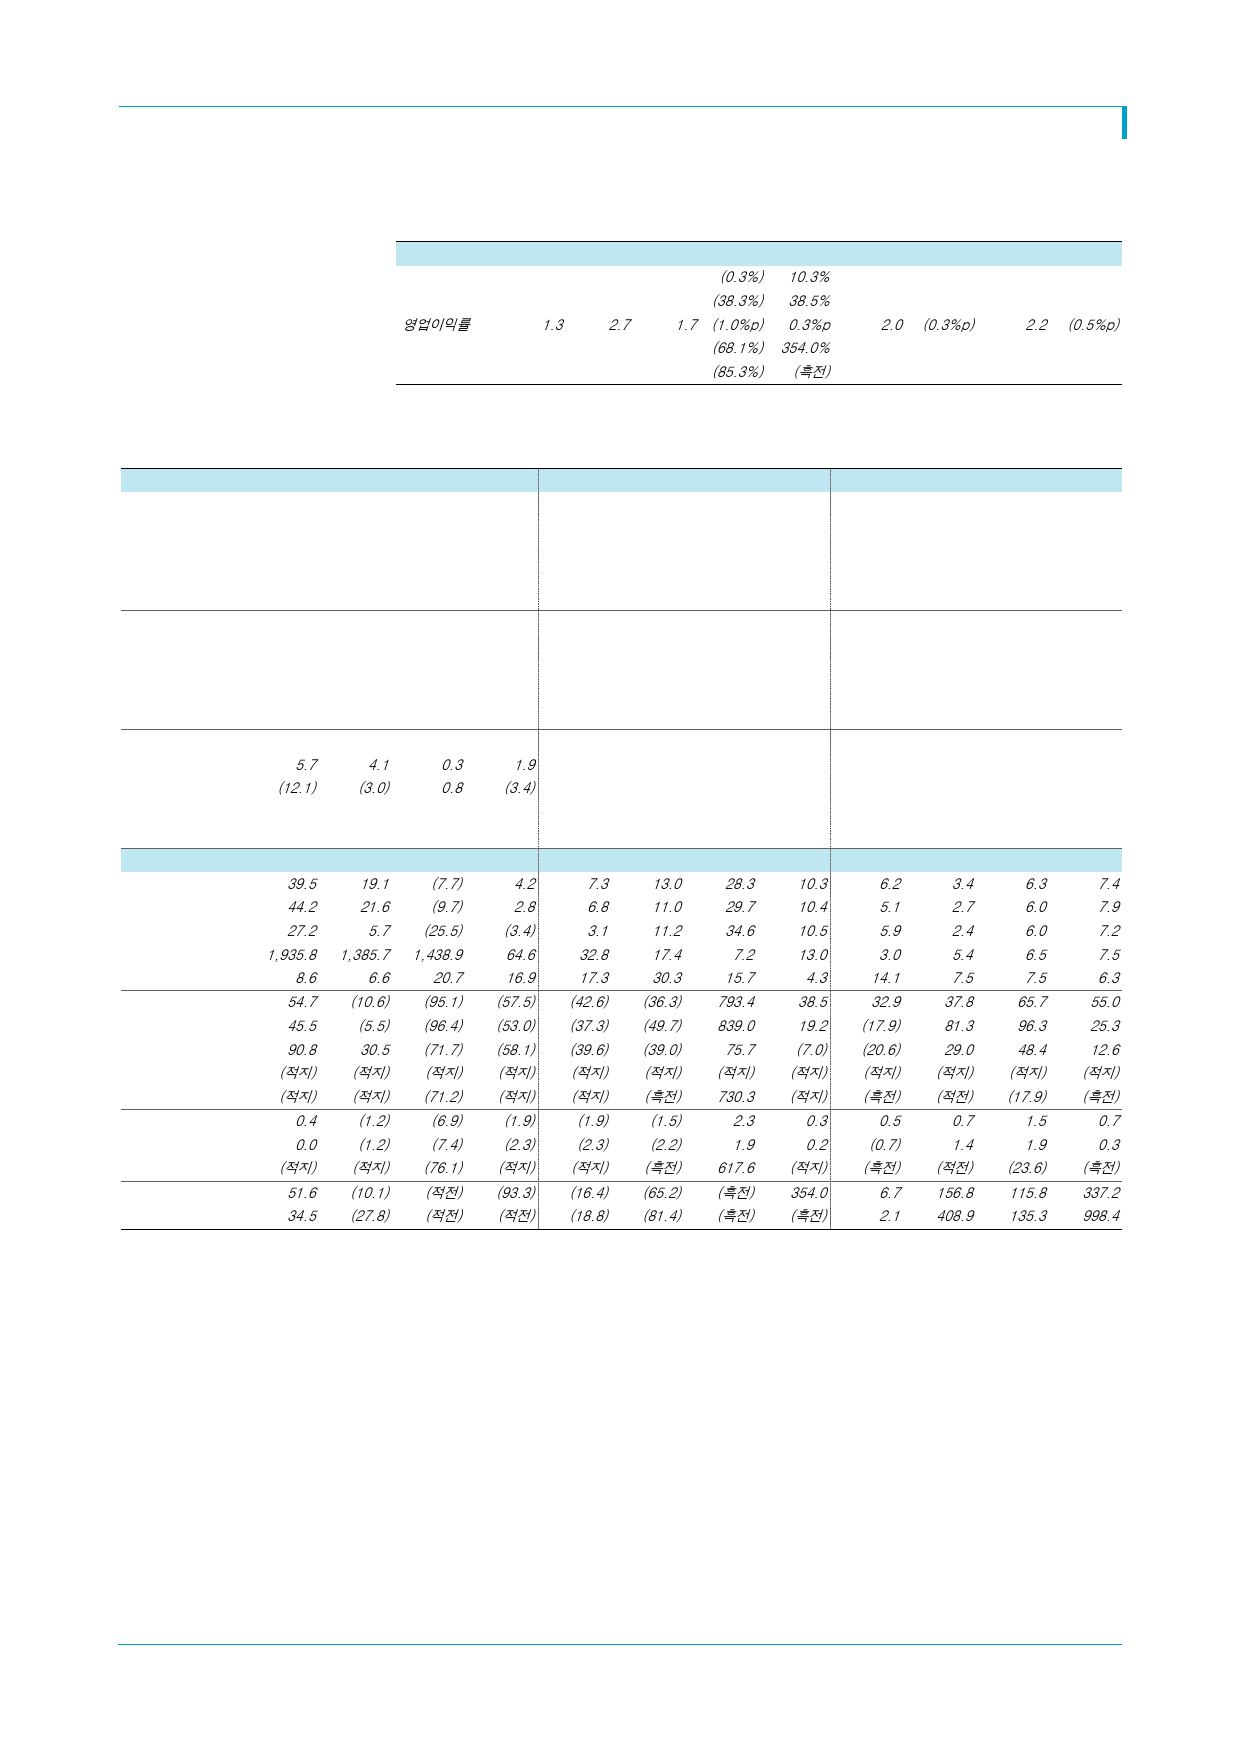 (0.3%) 10.3%
(38.3%) 38.5%
영업이익률 1.3 2.7 1.7 (1.0%p) 0.3%p 2.0 (0.3%p) 2.2 (0.5%p)
(68.1%) 354.0%
(85.3%) (흑전)
5.7 4.1 0.3 1.9
(12.1) (3.0) 0.8 (3.4)
39.5 19.1 (7.7) 4.2 7.3 13.0 28.3 10.3 6.2 3.4 6.3 7.4
44.2 21.6 (9.7) 2.8 6.8 11.0 29.7 10.4 5.1 2.7 6.0 7.9
27.2 5.7 (25.5) (3.4) 3.1 11.2 34.6 10.5 5.9 2.4 6.0 7.2
1,935.8 1,385.7 1,438.9 64.6 32.8 17.4 7.2 13.0 3.0 5.4 6.5 7.5
8.6 6.6 20.7 16.9 17.3 30.3 15.7 4.3 14.1 7.5 7.5 6.3
54.7 (10.6) (95.1) (57.5) (42.6) (36.3) 793.4 38.5 32.9 37.8 65.7 55.0
45.5 (5.5) (96.4) (53.0) (37.3) (49.7) 839.0 19.2 (17.9) 81.3 96.3 25.3
90.8 30.5 (71.7) (58.1) (39.6) (39.0) 75.7 (7.0) (20.6) 29.0 48.4 12.6
(적지) (적지) (적지) (적지) (적지) (적지) (적지) (적지) (적지) (적지) (적지) (적지)
(적지) (적지) (71.2) (적지) (적지) (흑전) 730.3 (적지) (흑전) (적전) (17.9) (흑전)
0.4 (1.2) (6.9) (1.9) (1.9) (1.5) 2.3 0.3 0.5 0.7 1.5 0.7
0.0 (1.2) (7.4) (2.3) (2.3) (2.2) 1.9 0.2 (0.7) 1.4 1.9 0.3
(적지) (적지) (76.1) (적지) (적지) (흑전) 617.6 (적지) (흑전) (적전) (23.6) (흑전)
51.6 (10.1) (적전) (93.3) (16.4) (65.2) (흑전) 354.0 6.7 156.8 115.8 337.2
34.5 (27.8) (적전) (적전) (18.8) (81.4) (흑전) (흑전) 2.1 408.9 135.3 998.4